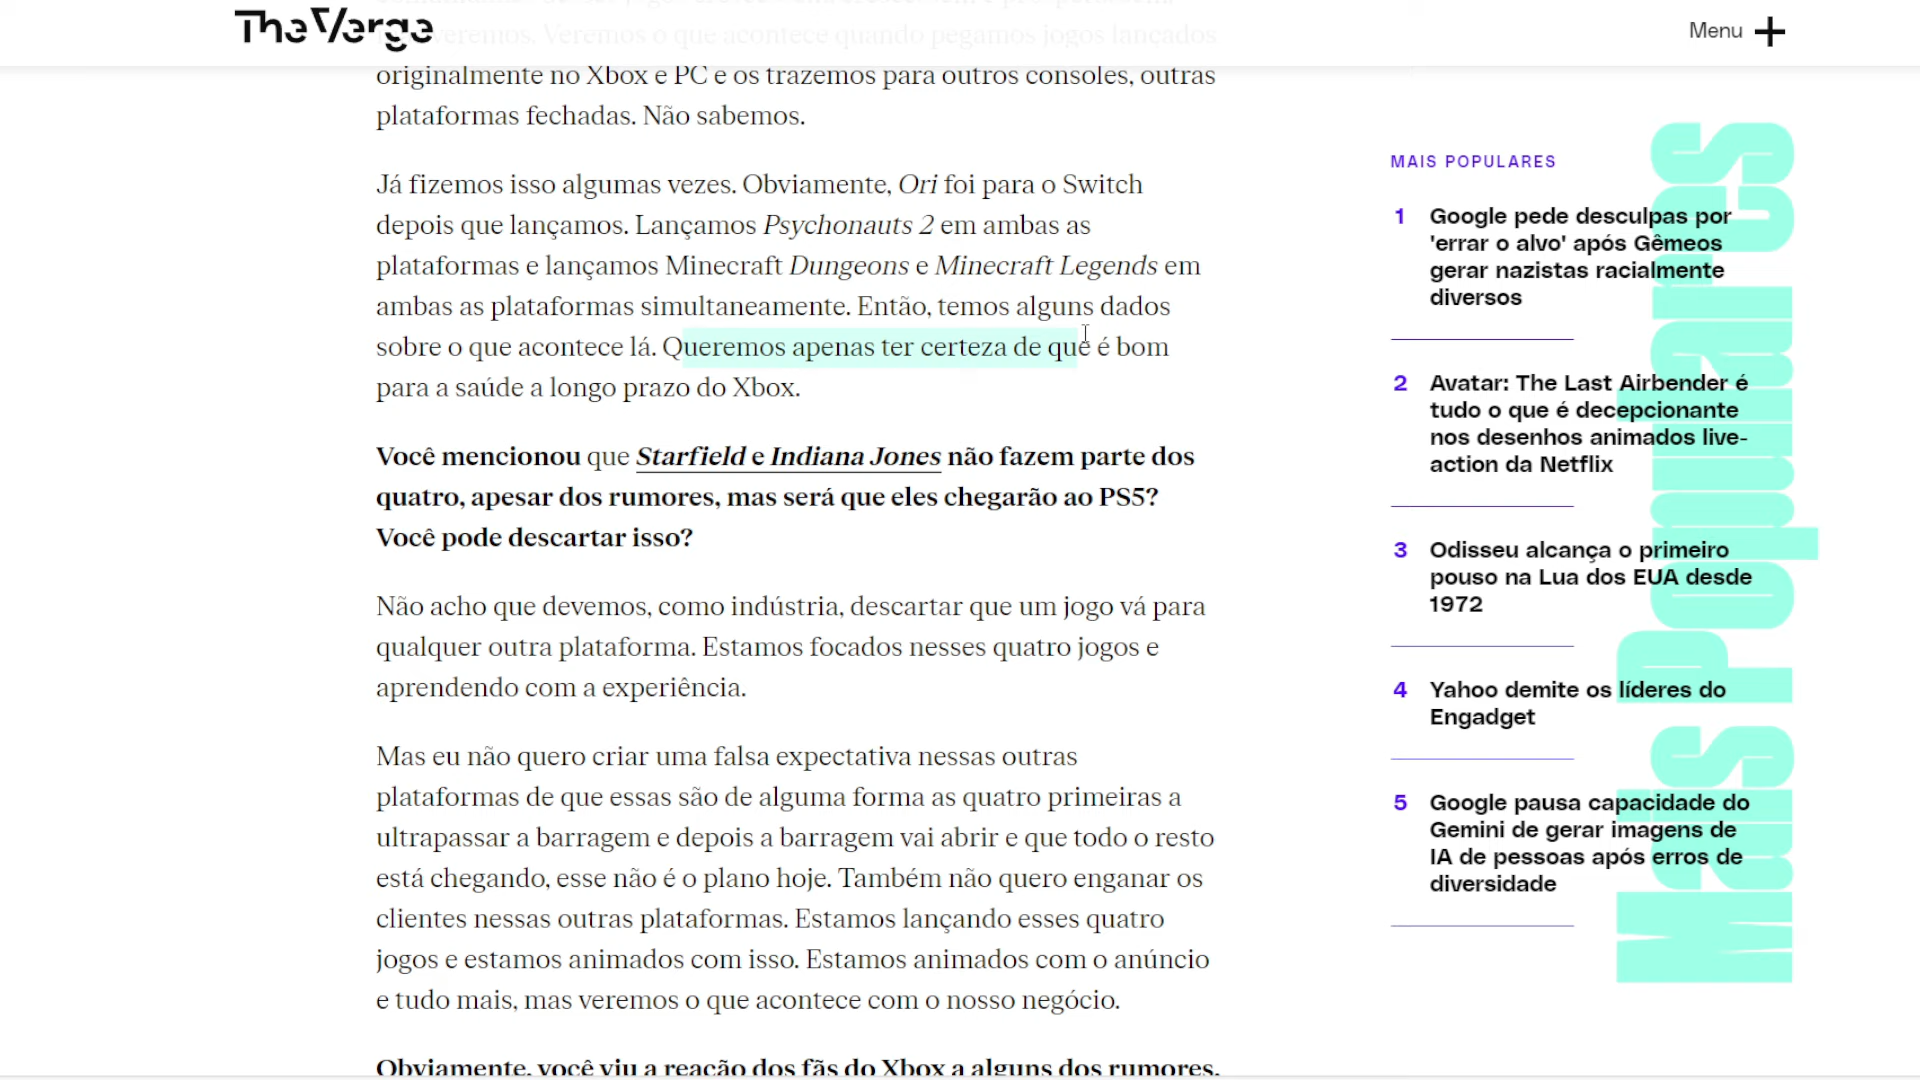 The Verge
Menu
veremos. Veremos o que acontece quando pegamos jogos lançados
originalmente no Xbox e PC e os trazemos para outros consoles, outras
plataformas fechadas. Não sabemos.
Já fizemos isso algumas vezes. Obviamente, Ori foi para o Switch
depois que lançamos. Lançamos Psychonauts 2 em ambas as
plataformas e lançamos Minecraft Dungeons e Minecraft Legends em
ambas as plataformas simultaneamente. Então, temos alguns dados
sobre o que acontece lá. Queremos apenas ter certeza de que é bom
para a saúde a longo prazo do Xbox.
Você mencionou que Starfield e Indiana Jones não fazem parte dos
quatro, apesar dos rumores, mas será que eles chegarão ao PS5?
Você pode descartar isso?
Não acho que devemos, como indústria, descartar que um jogo vá para
qualquer outra plataforma. Estamos focados nesses quatro jogos e
aprendendo com a experiência.
Mas eu não quero criar uma falsa expectativa nessas outras
plataformas de que essas são de alguma forma as quatro primeiras a
ultrapassar a barragem e depois a barragem vai abrir e que todo o resto
está chegando, esse não é o plano hoje. Também não quero enganar os
clientes nessas outras plataformas. Estamos lançando esses quatro
jogos e estamos animados com isso. Estamos animados com o anúncio
e tudo mais, mas veremos o que acontece com o nosso negócio.
Obviamente, você viu a reação dos fãs do Xbox a alguns dos rumores.
MAIS POPULARES
1 Google pede desculpas por
'errar o alvo' após Gêmeos
gerar nazistas racialmente
diversos
2 Avatar: The Last Airbender é
tudo o que é decepcionante
nos desenhos animados live-
action da Netflix
3 Odisseu alcança o primeiro
pouso na Lua dos EUA desde
1972
4 Yahoo demite os líderes do
Engadget
5 Google pausa capacidade do
Gemini de gerar imagens de
IA de pessoas após erros de
diversidade
Mais Populares